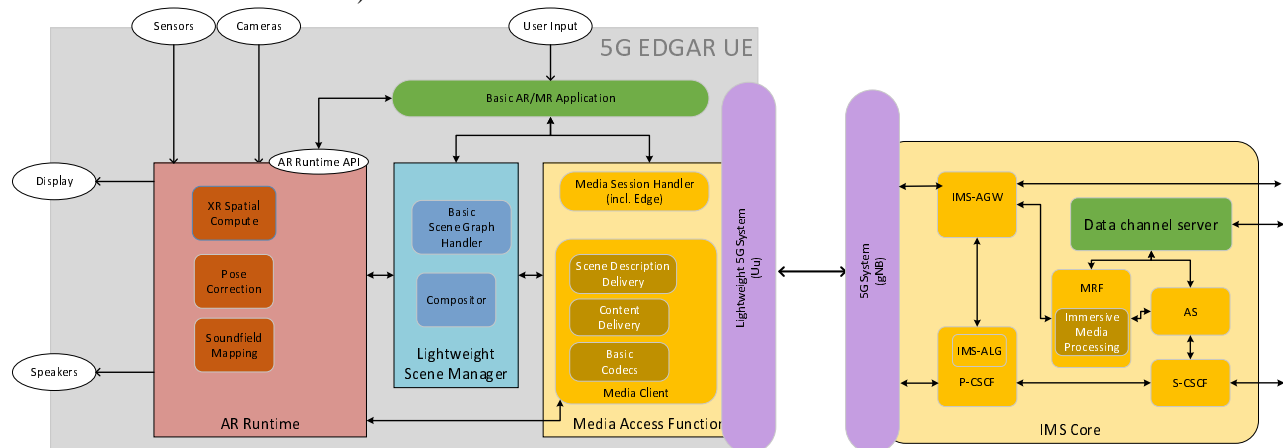 Sensors
Cameras
User Input
5G EDGAR UE
Basic AR/MR Application
AR Runtime API
Display
XR Spatial
Compute
Pose
Correction
Soundfield
Mapping
Speakers
AR Runtime
Basic
Scene Graph
Handler
Compositor
Lightweight
Scene Manager
Media Session Handler
(incl. Edge)
Scene Description
Delivery
Content
Delivery
Basic
Codecs
Media Client
Media Access Function
Lightweight 5G System
(Uu)
5G System
(gNB)
IMS-AGW
Data channel server
MRF
Immersive
Media
Processing
AS
IMS-ALG
P-CSCF
S-CSCF
IMS Core